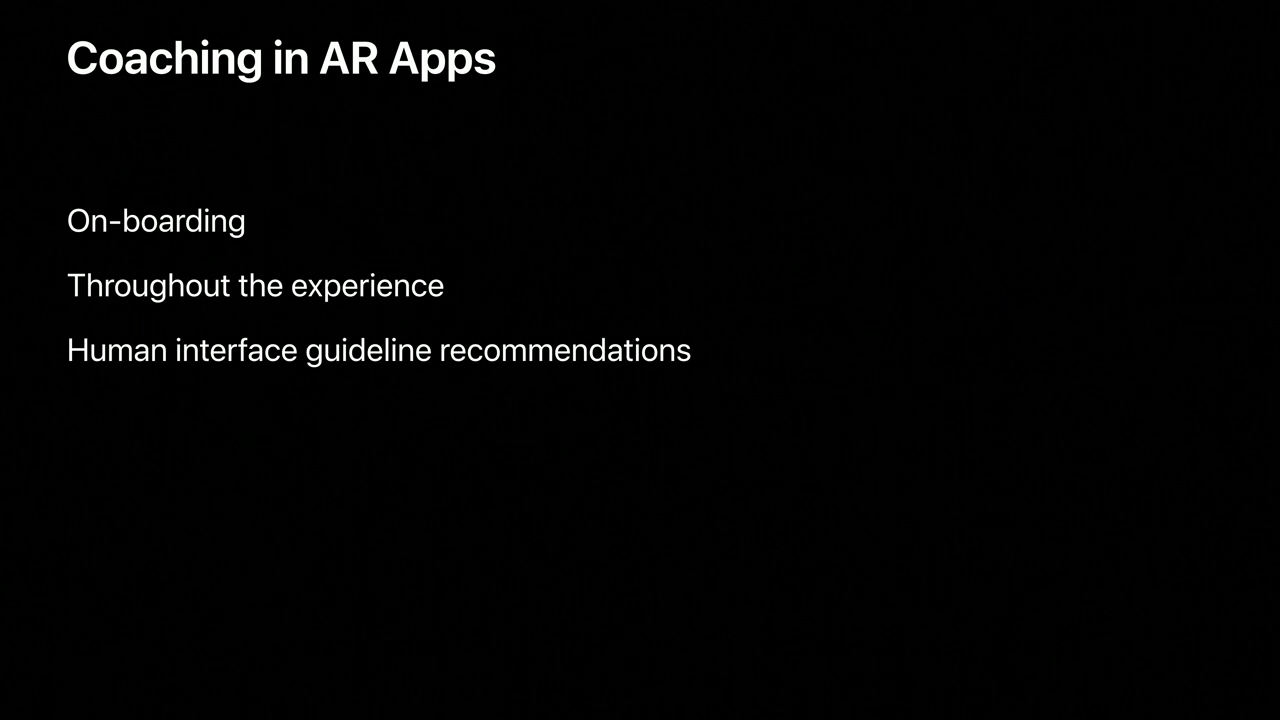 Coaching in AR Apps
On-boarding
Throughout the experience
Human interface guideline recommendations